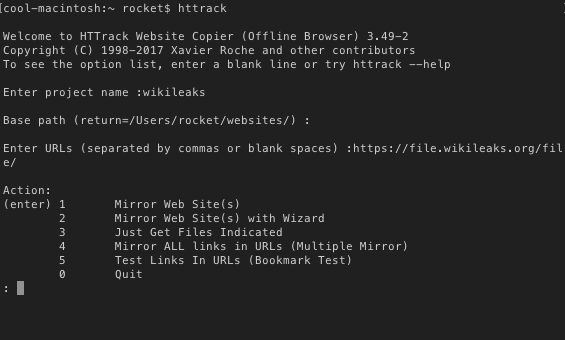 [cool-macintosh:~ rocket$ httrack
Welcome to HTTrack Website Copier (Offline Browser) 3.49-2
Copyright (C) 1998-2017 Xavier Roche and other contributors
To see the option list, enter a blank line or try httrack --help
Enter project name :wikileaks
Base path (return=/Users/rocket/websites/) :
Enter URLs (separated by commas or blank spaces) :https://file.wikileaks.org/fil
e/
Action:
(enter) 1 Mirror Web Site(s)
2 Mirror Web Site(s) with Wizard
3 Just Get Files Indicated
4 Mirror ALL links in URLs (Multiple Mirror)
5 Test Links In URLs (Bookmark Test)
0 Quit
: